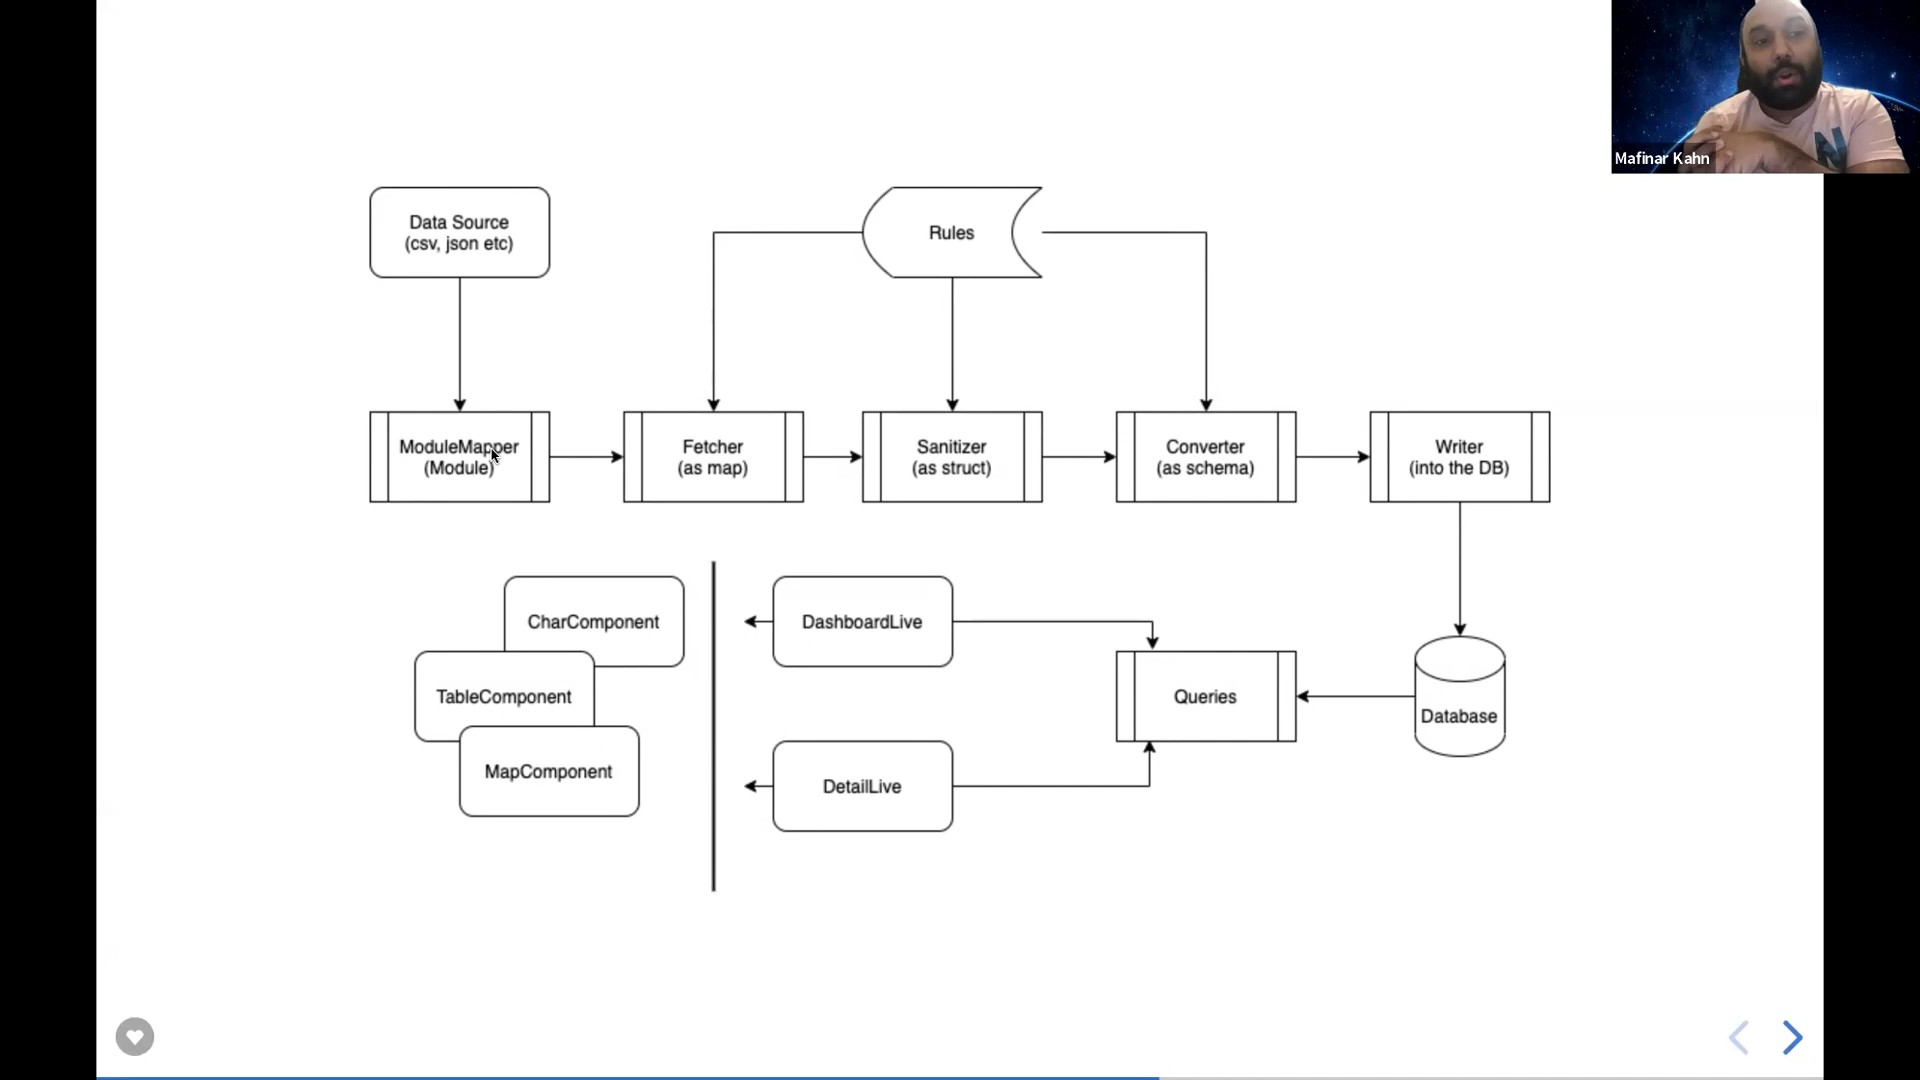 Mafinar Kahn
Data Source
(csv, json etc)
Rules
ModuleMapper
(Module)
Fetcher
(as map)
Sanitizer
(as struct)
Converter
(as schema)
Writer
(into the DB)
CharComponent
TableComponent
MapComponent
DashboardLive
DetailLive
Queries
Database
N